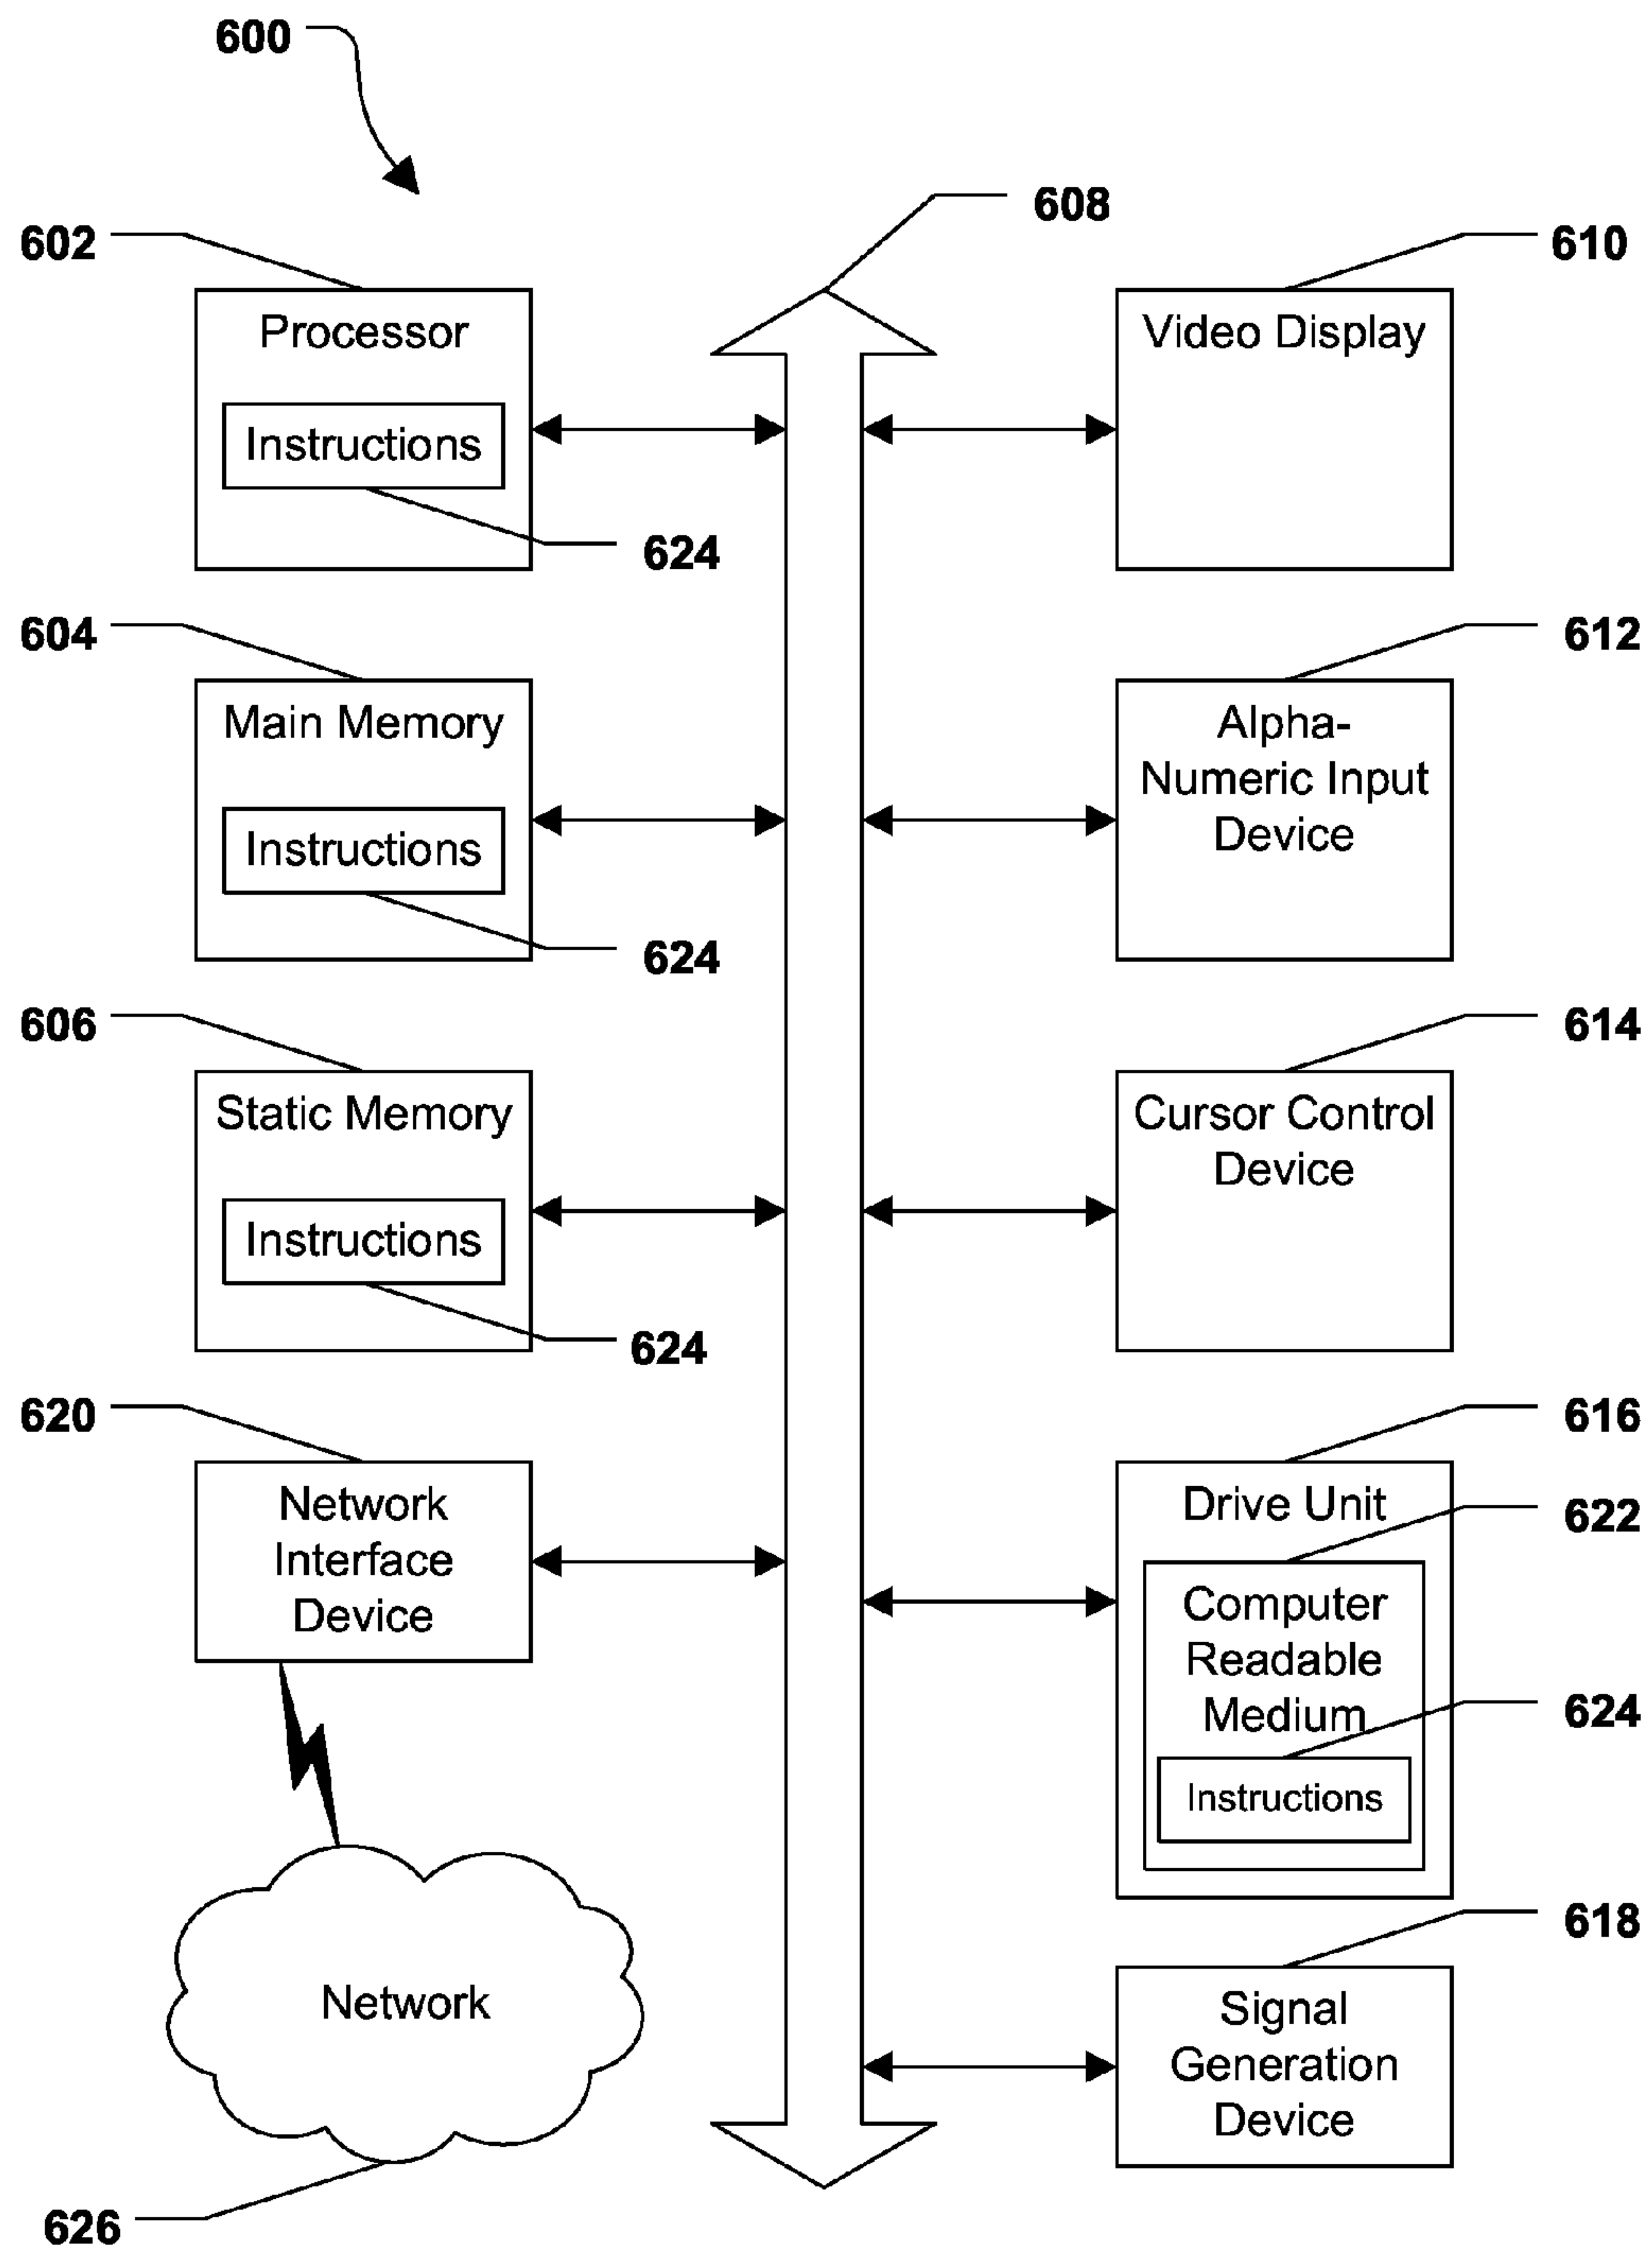 600
608
602
610
Processor
Instructions
624
Video Display
604
612
Main Memory
Instructions
624
Alpha-
Numeric Input
Device
606
614
Static Memory
Instructions
624
Cursor Control
Device
620
616
Network
Interface
Device
Drive Unit
622
Computer
Readable
Medium
624
Instructions
618
Network
Signal
Generation
Device
626